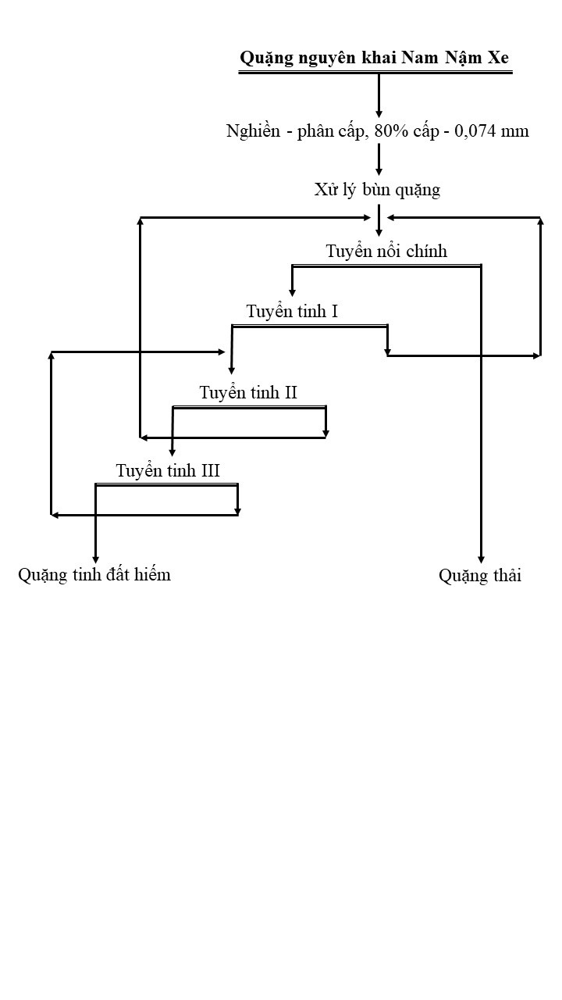 Quặng nguyên khai Nam Nậm Xe
Nghiền - phân cấp, 80% cấp - 0,074 mm
Xử lý bùn quặng
Tuyển nổi chính
Tuyển tinh I
Tuyển tinh II
Tuyển tinh III
Quặng tinh đất hiếm
Quặng thải